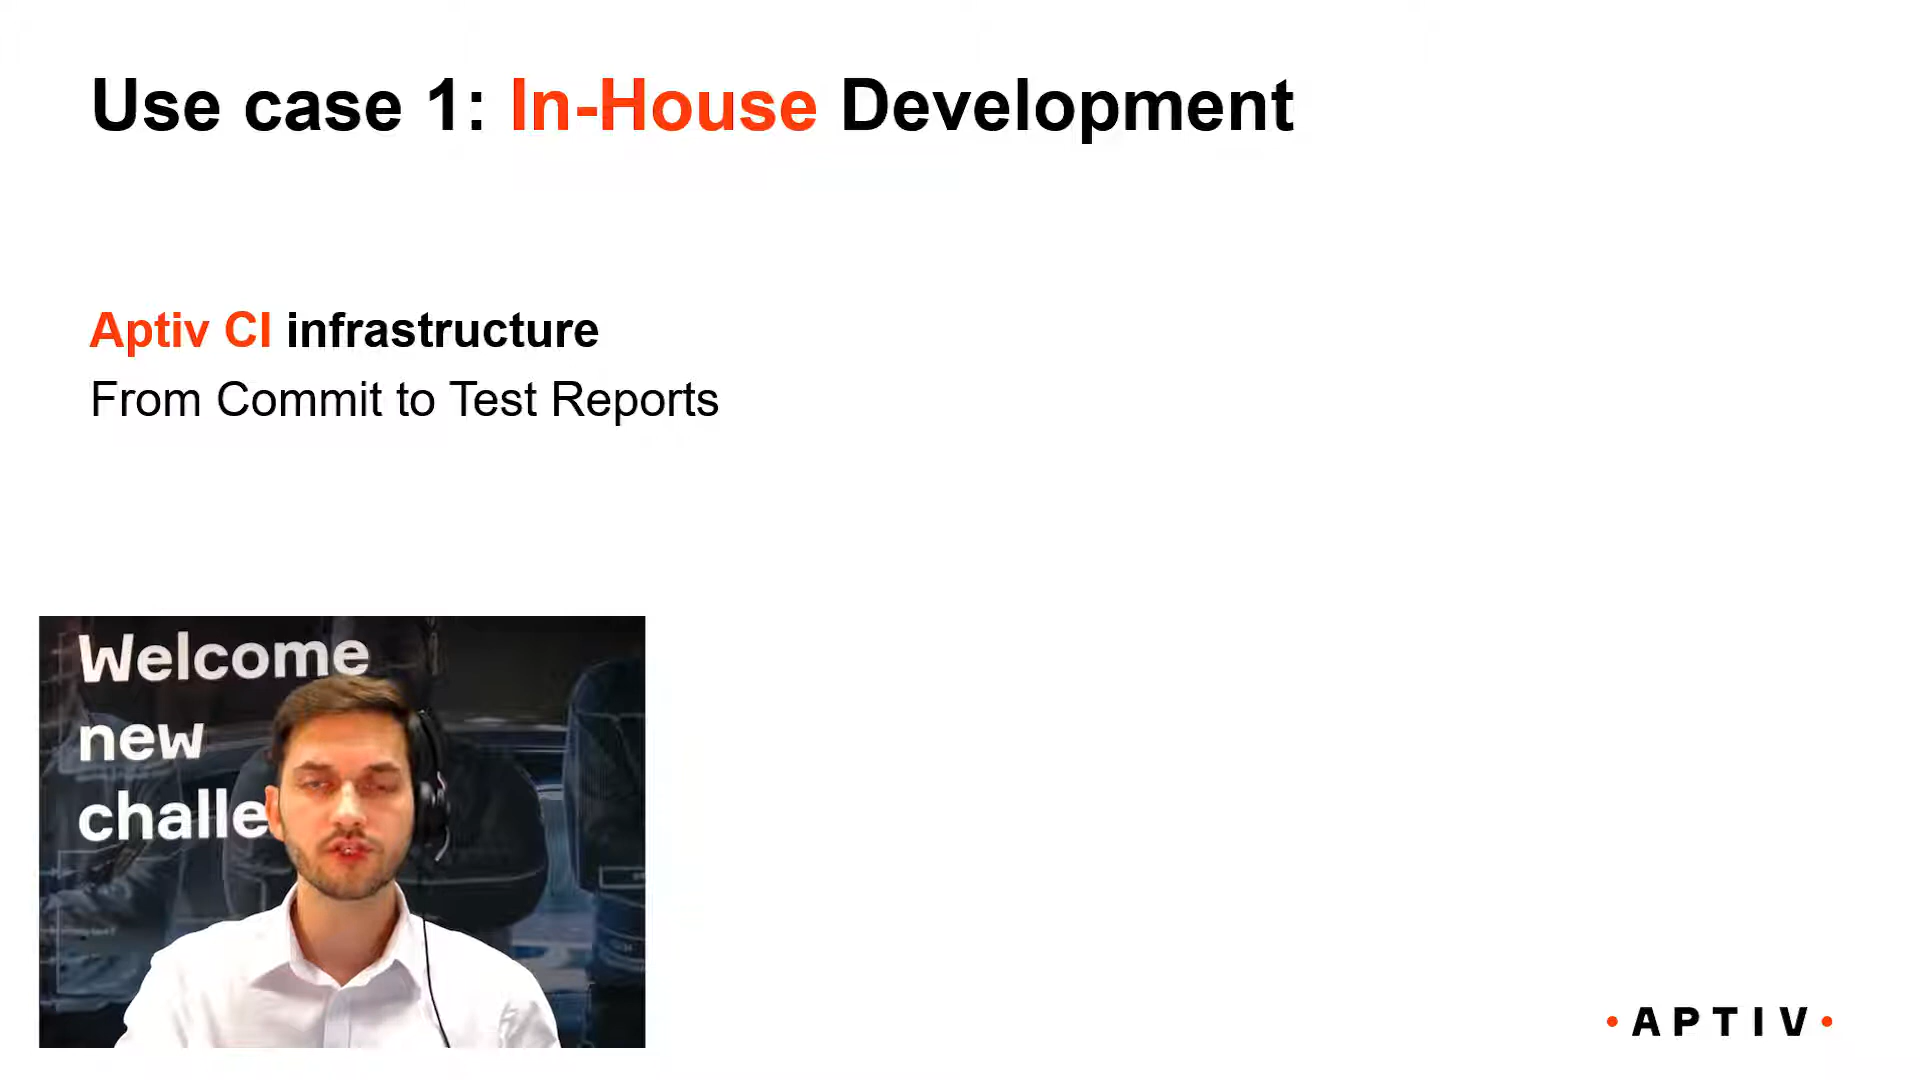 Use case 1: In-House Development
Aptiv CI infrastructure
From Commit to Test Reports
Welcome
new
challe
• APTIV •